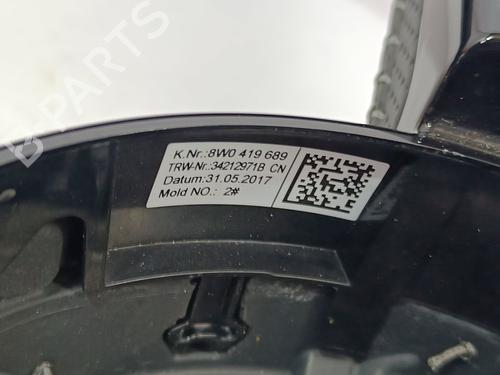 B-PARTS
K.Nr.:8W0 419 689
TRW-Nr.:34212971B CN
Datum:31.05.2017
Mold NO.: 2#